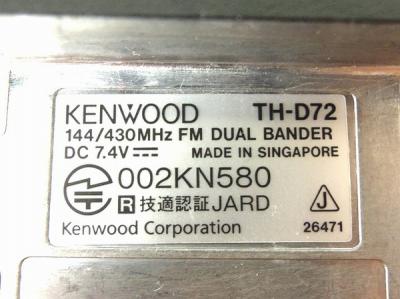 KENWOOD TH-D72
144/430MHz FM DUAL BANDER
DC 7.4V MADE IN SINGAPORE
002KN580
R 技適認証 JARD
J
Kenwood Corporation 26471